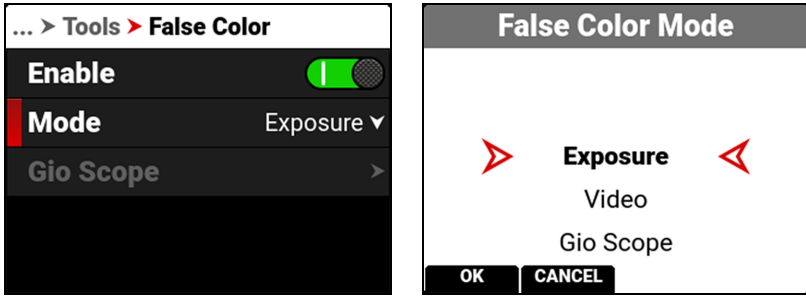 ... > Tools > False Color
Enable
Mode Exposure
Gio Scope >
False Color Mode
Exposure
Video
Gio Scope
OK CANCEL